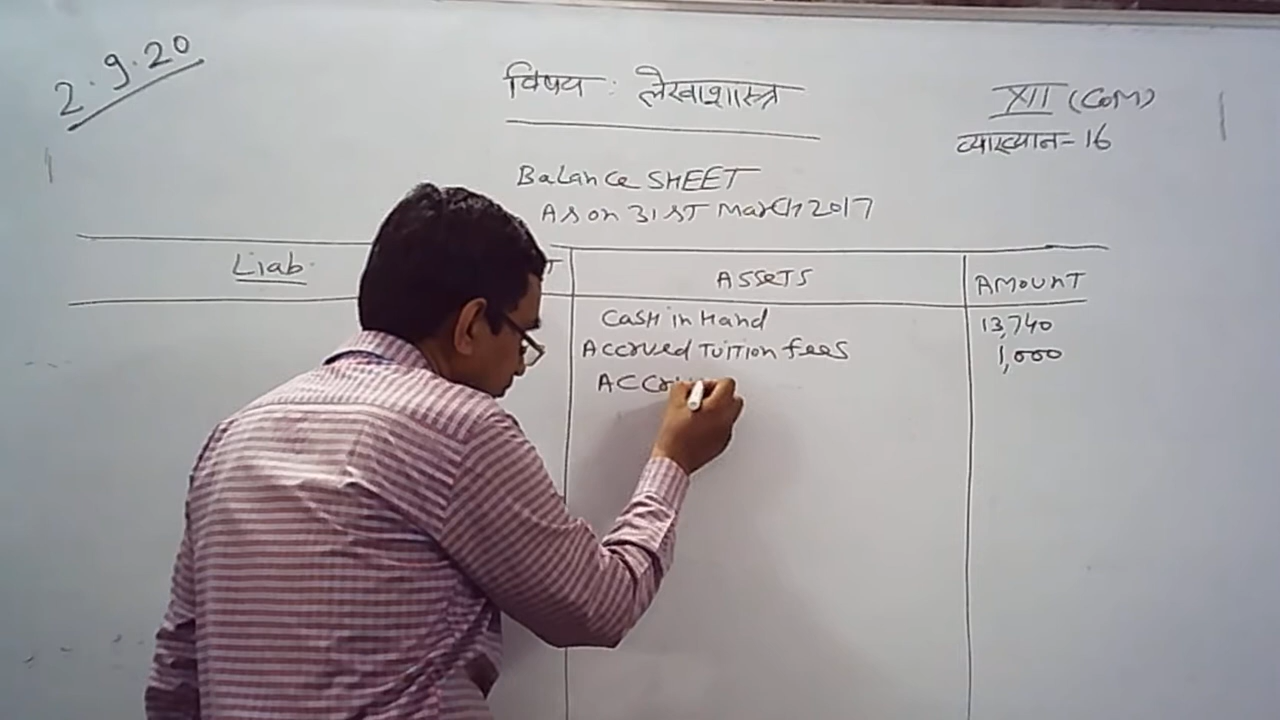 2.9.20
विषय : लेखाशास्त्र
XII (COM)
व्याख्यान-16
Balance SHEET
AS on 31ST March 2017
Liab.
ASSETS
AMOUNT
CASH in Hand
13,740
Accrued TUITION fees
1,000